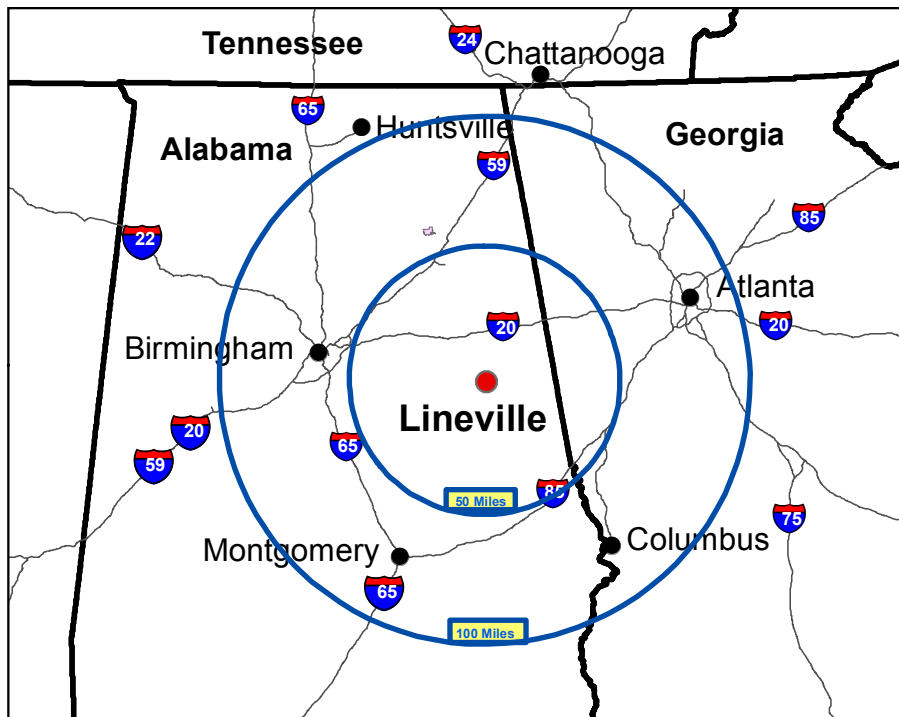 Tennessee
24
Chattanooga
65
Huntsville
Alabama
Georgia
59
85
22
Atlanta
20
20
Birmingham
Lineville
20
65
59
85
50 Miles
75
Montgomery
Columbus
65
100 Miles